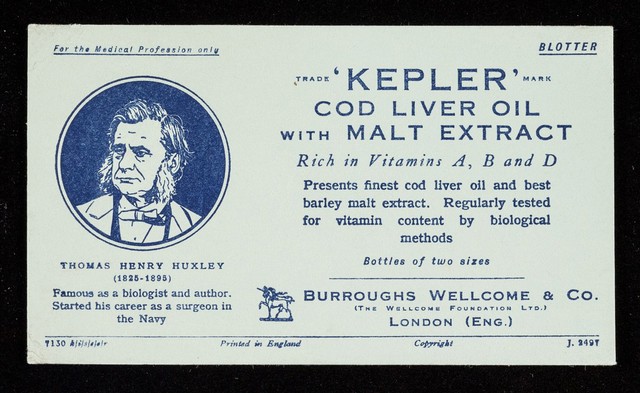 For the Medical Profession only
BLOTTER
TRADE 'KEPLER' MARK
COD LIVER OIL
WITH MALT EXTRACT
Rich in Vitamins A, B and D
Presents finest cod liver oil and best
barley malt extract. Regularly tested
for vitamin content by biological
methods
Bottles of two sizes
THOMAS HENRY HUXLEY
(1825-1895)
Famous as a biologist and author.
Started his career as a surgeon in
the Navy
BURROUGHS WELLCOME & CO.
(THE WELLCOME FOUNDATION LTD.)
LONDON (ENG.)
7130 Printed in England Copyright J. 2497